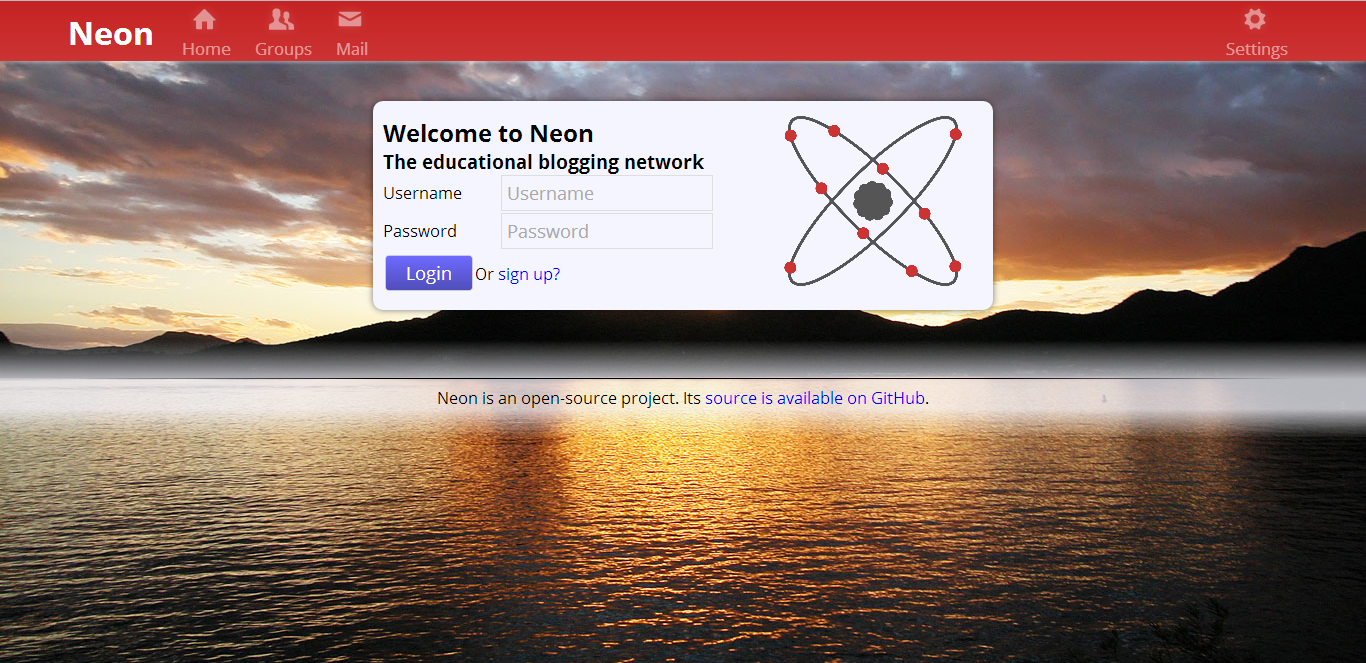 Neon
Home Groups Mail Settings
Welcome to Neon
The educational blogging network
Username Username
Password Password
Login Or sign up?
Neon is an open-source project. Its source is available on GitHub.